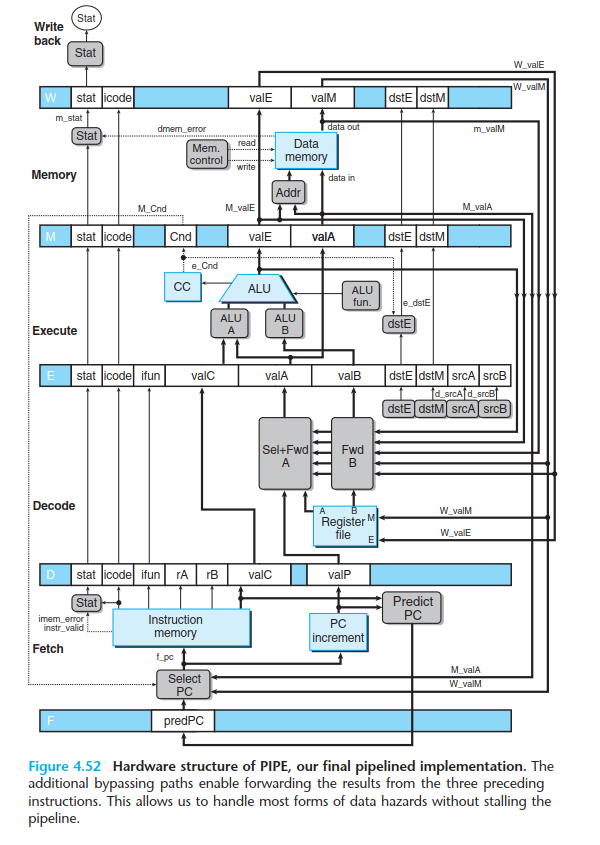 Stat
Write
back
Stat
W_valE
W_valM
W stat icode valE valM dstE dstM
m_stat
Stat
dmem_error
data out
m_valM
read
Mem.
control
write
Data
memory
data in
Memory
Addr
M_Cnd
M_valE
M_valA
M stat icode Cnd valE valA dstE dstM
e_Cnd
CC
ALU
ALU
fun.
e_dstE
ALU
A
ALU
B
dstE
Execute
E stat icode ifun valC valA valB dstE dstM srcA srcB
d_srcA d_srcB
dstE dstM srcA srcB
Sel+Fwd
A
Fwd
B
Decode
A B
Register
file
M
E
W_valM
W_valE
D stat icode ifun rA rB valC valP
Stat
imem_error
instr_valid
Instruction
memory
PC
increment
Predict
PC
Fetch
f_pc
Select
PC
M_valA
W_valM
F predPC
Figure 4.52 Hardware structure of PIPE, our final pipelined implementation. The
additional bypassing paths enable forwarding the results from the three preceding
instructions. This allows us to handle most forms of data hazards without stalling the
pipeline.